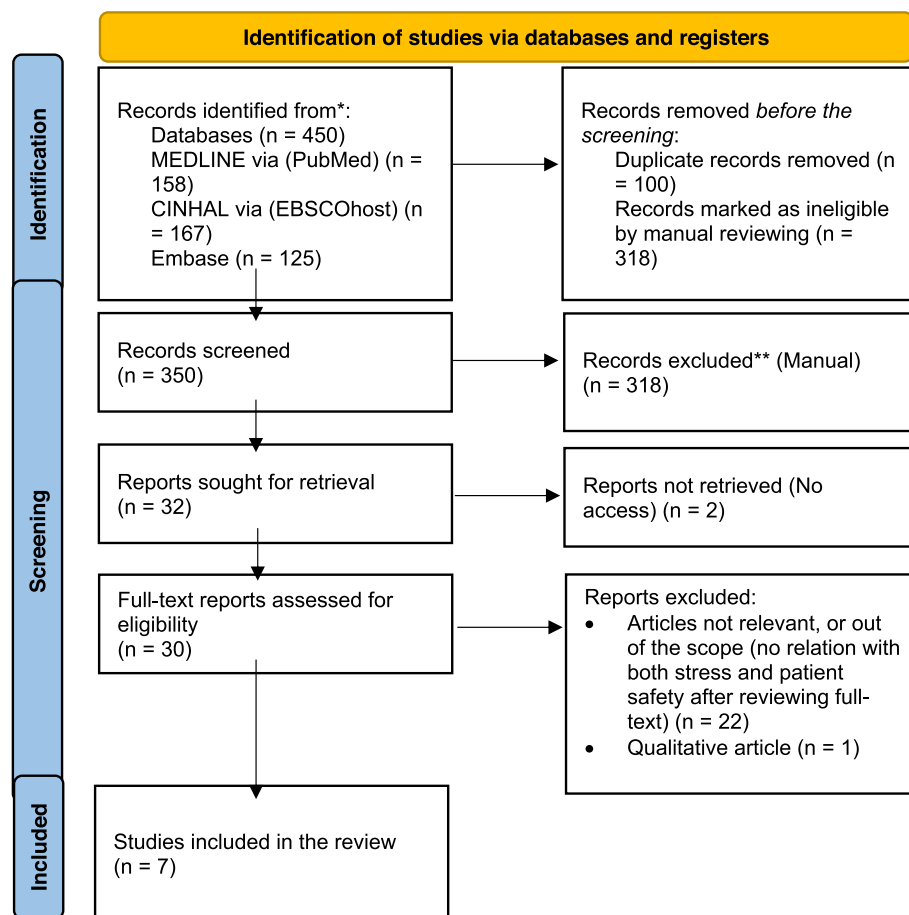 Identification of studies via databases and registers
Identification
Records identified from*:
Databases (n = 450)
MEDLINE via (PubMed) (n =
158)
CINHAL via (EBSCOhost) (n
= 167)
Embase (n = 125)
Records removed before the
screening:
Duplicate records removed (n
= 100)
Records marked as ineligible
by manual reviewing (n =
318)
Screening
Records screened
(n = 350)
Records excluded** (Manual)
(n = 318)
Reports sought for retrieval
(n = 32)
Reports not retrieved (No
access) (n = 2)
Full-text reports assessed for
eligibility
(n = 30)
Reports excluded:
• Articles not relevant, or out
of the scope (no relation with
both stress and patient
safety after reviewing full-
text) (n = 22)
• Qualitative article (n = 1)
Included
Studies included in the review
(n = 7)